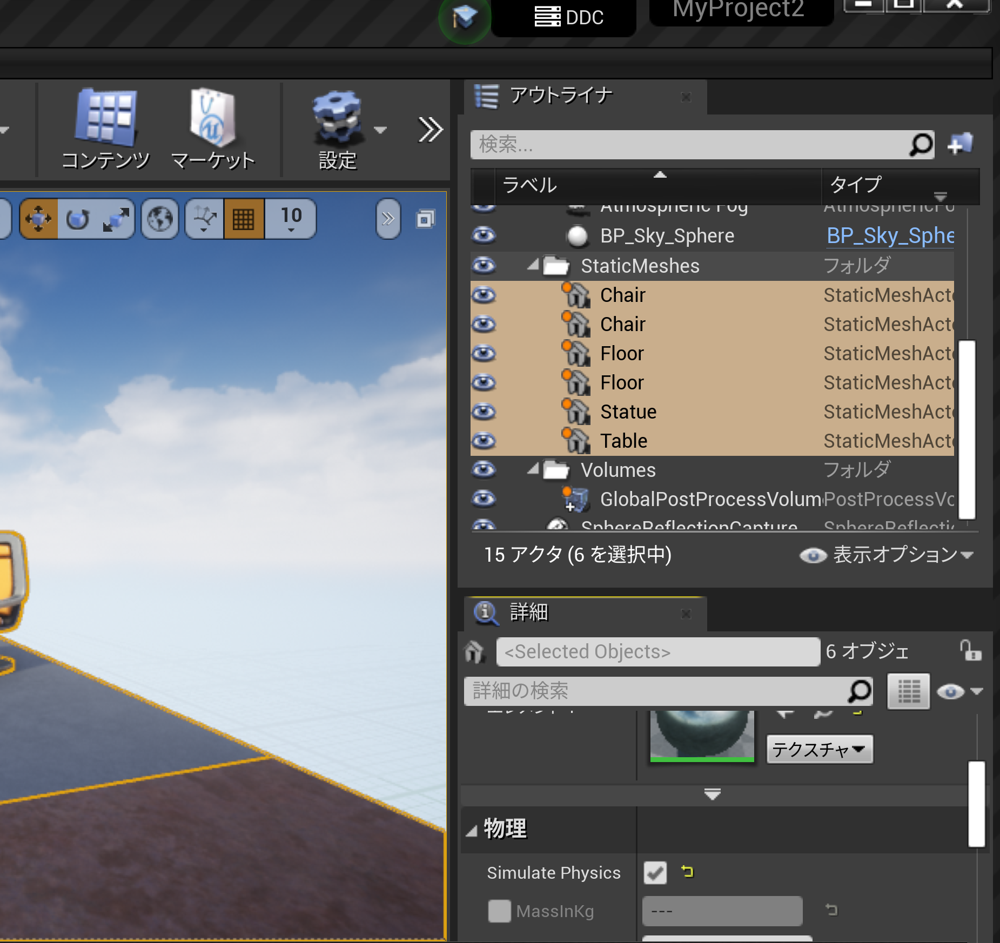 DDC
MyProject2
コンテンツ
マーケット
設定
10
アウトライナ
検索...
ラベル
タイプ
Atmospheric Fog AtmosphericFo
BP_Sky_Sphere BP_Sky_Sphe
StaticMeshes フォルダ
Chair StaticMeshActo
Chair StaticMeshActo
Floor StaticMeshActo
Floor StaticMeshActo
Statue StaticMeshActo
Table StaticMeshActo
Volumes フォルダ
GlobalPostProcessVolum PostProcessVo
SphereReflectionCapture SphereReflectio
15 アクタ (6 を選択中)
表示オプション
詳細
<Selected Objects>
6 オブジェ
詳細の検索
テクスチャ
物理
Simulate Physics
MassInKg
---